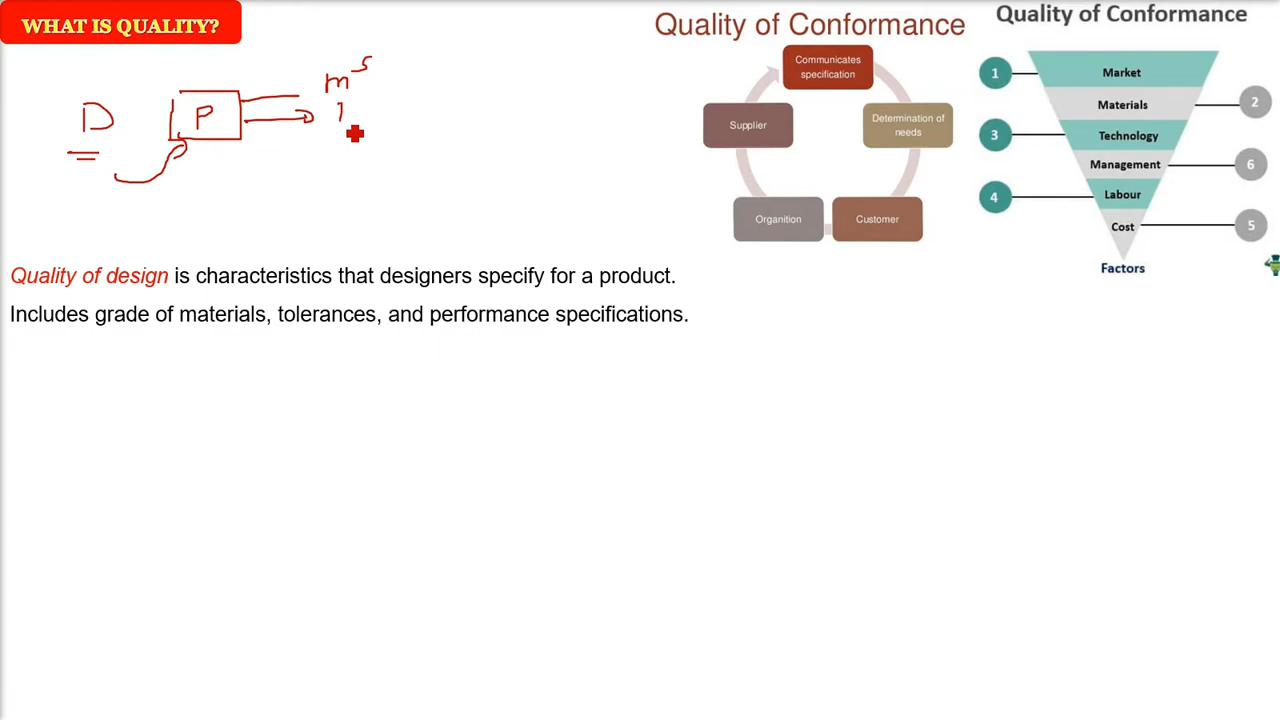 WHAT IS QUALITY?
D
P
m s
1
Quality of Conformance
Communicates
specification
Determination of
needs
Customer
Organition
Supplier
Quality of Conformance
1
Market
Materials
2
3
Technology
Management
6
4
Labour
Cost
5
Factors
Quality of design is characteristics that designers specify for a product.
Includes grade of materials, tolerances, and performance specifications.